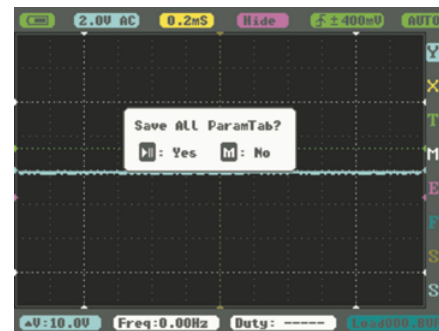 2.0V AC) 0.2mS Hide ±400mV AUTO
Y
X
Save ALL ParamTab?
T
: Yes M: No
M
E
F
S
S
▲V:10.0V Freq:0.00Hz Duty: -----